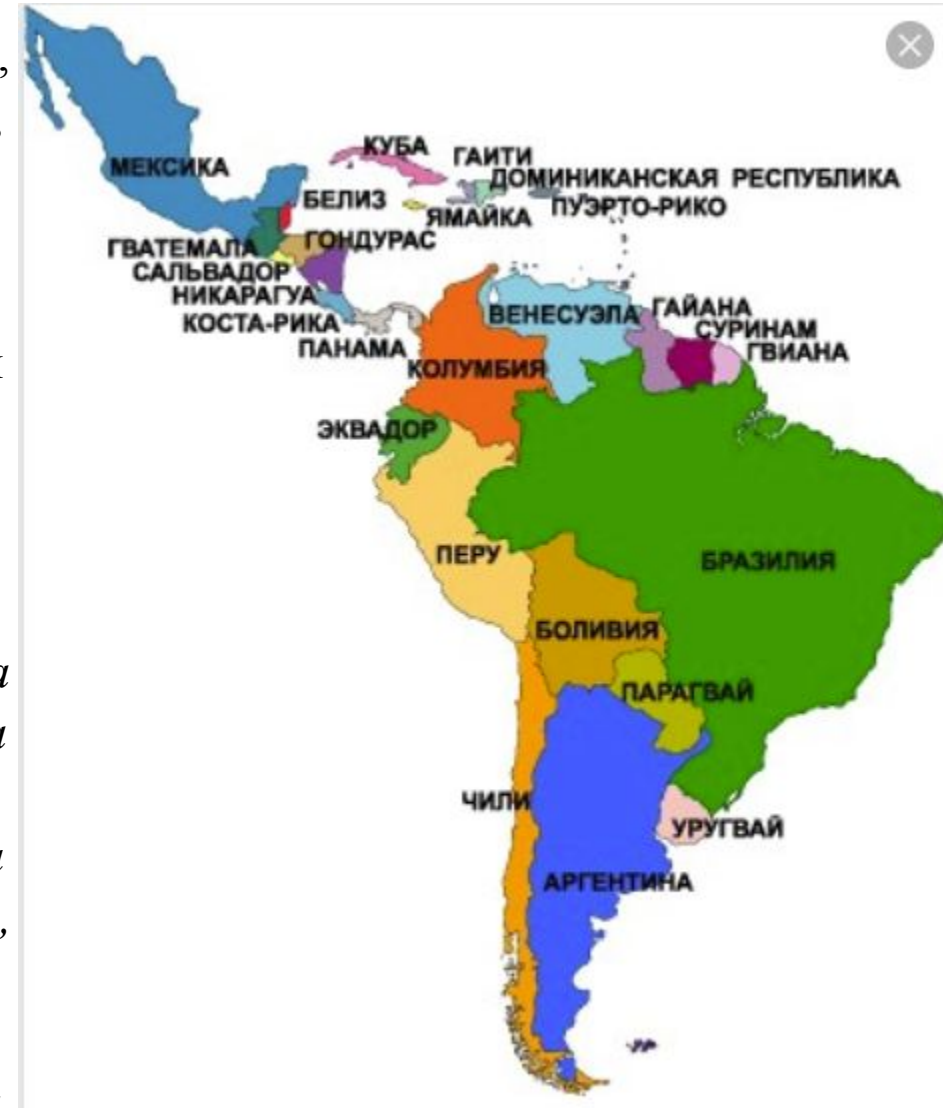 МЕКСИКА
КУБА
ГАИТИ
ДОМИНИКАНСКАЯ РЕСПУБЛИКА
БЕЛИЗ
ЯМАЙКА
ПУЭРТО-РИКО
ГВАТЕМАЛА
ГОНДУРАС
САЛЬВАДОР
НИКАРАГУА
КОСТА-РИКА
ПАНАМА
ВЕНЕСУЭЛА
ГАЙАНА
СУРИНАМ
ГВИАНА
КОЛУМБИЯ
ЭКВАДОР
ПЕРУ
БРАЗИЛИЯ
БОЛИВИЯ
ПАРАГВАЙ
ЧИЛИ
УРУГВАЙ
АРГЕНТИНА